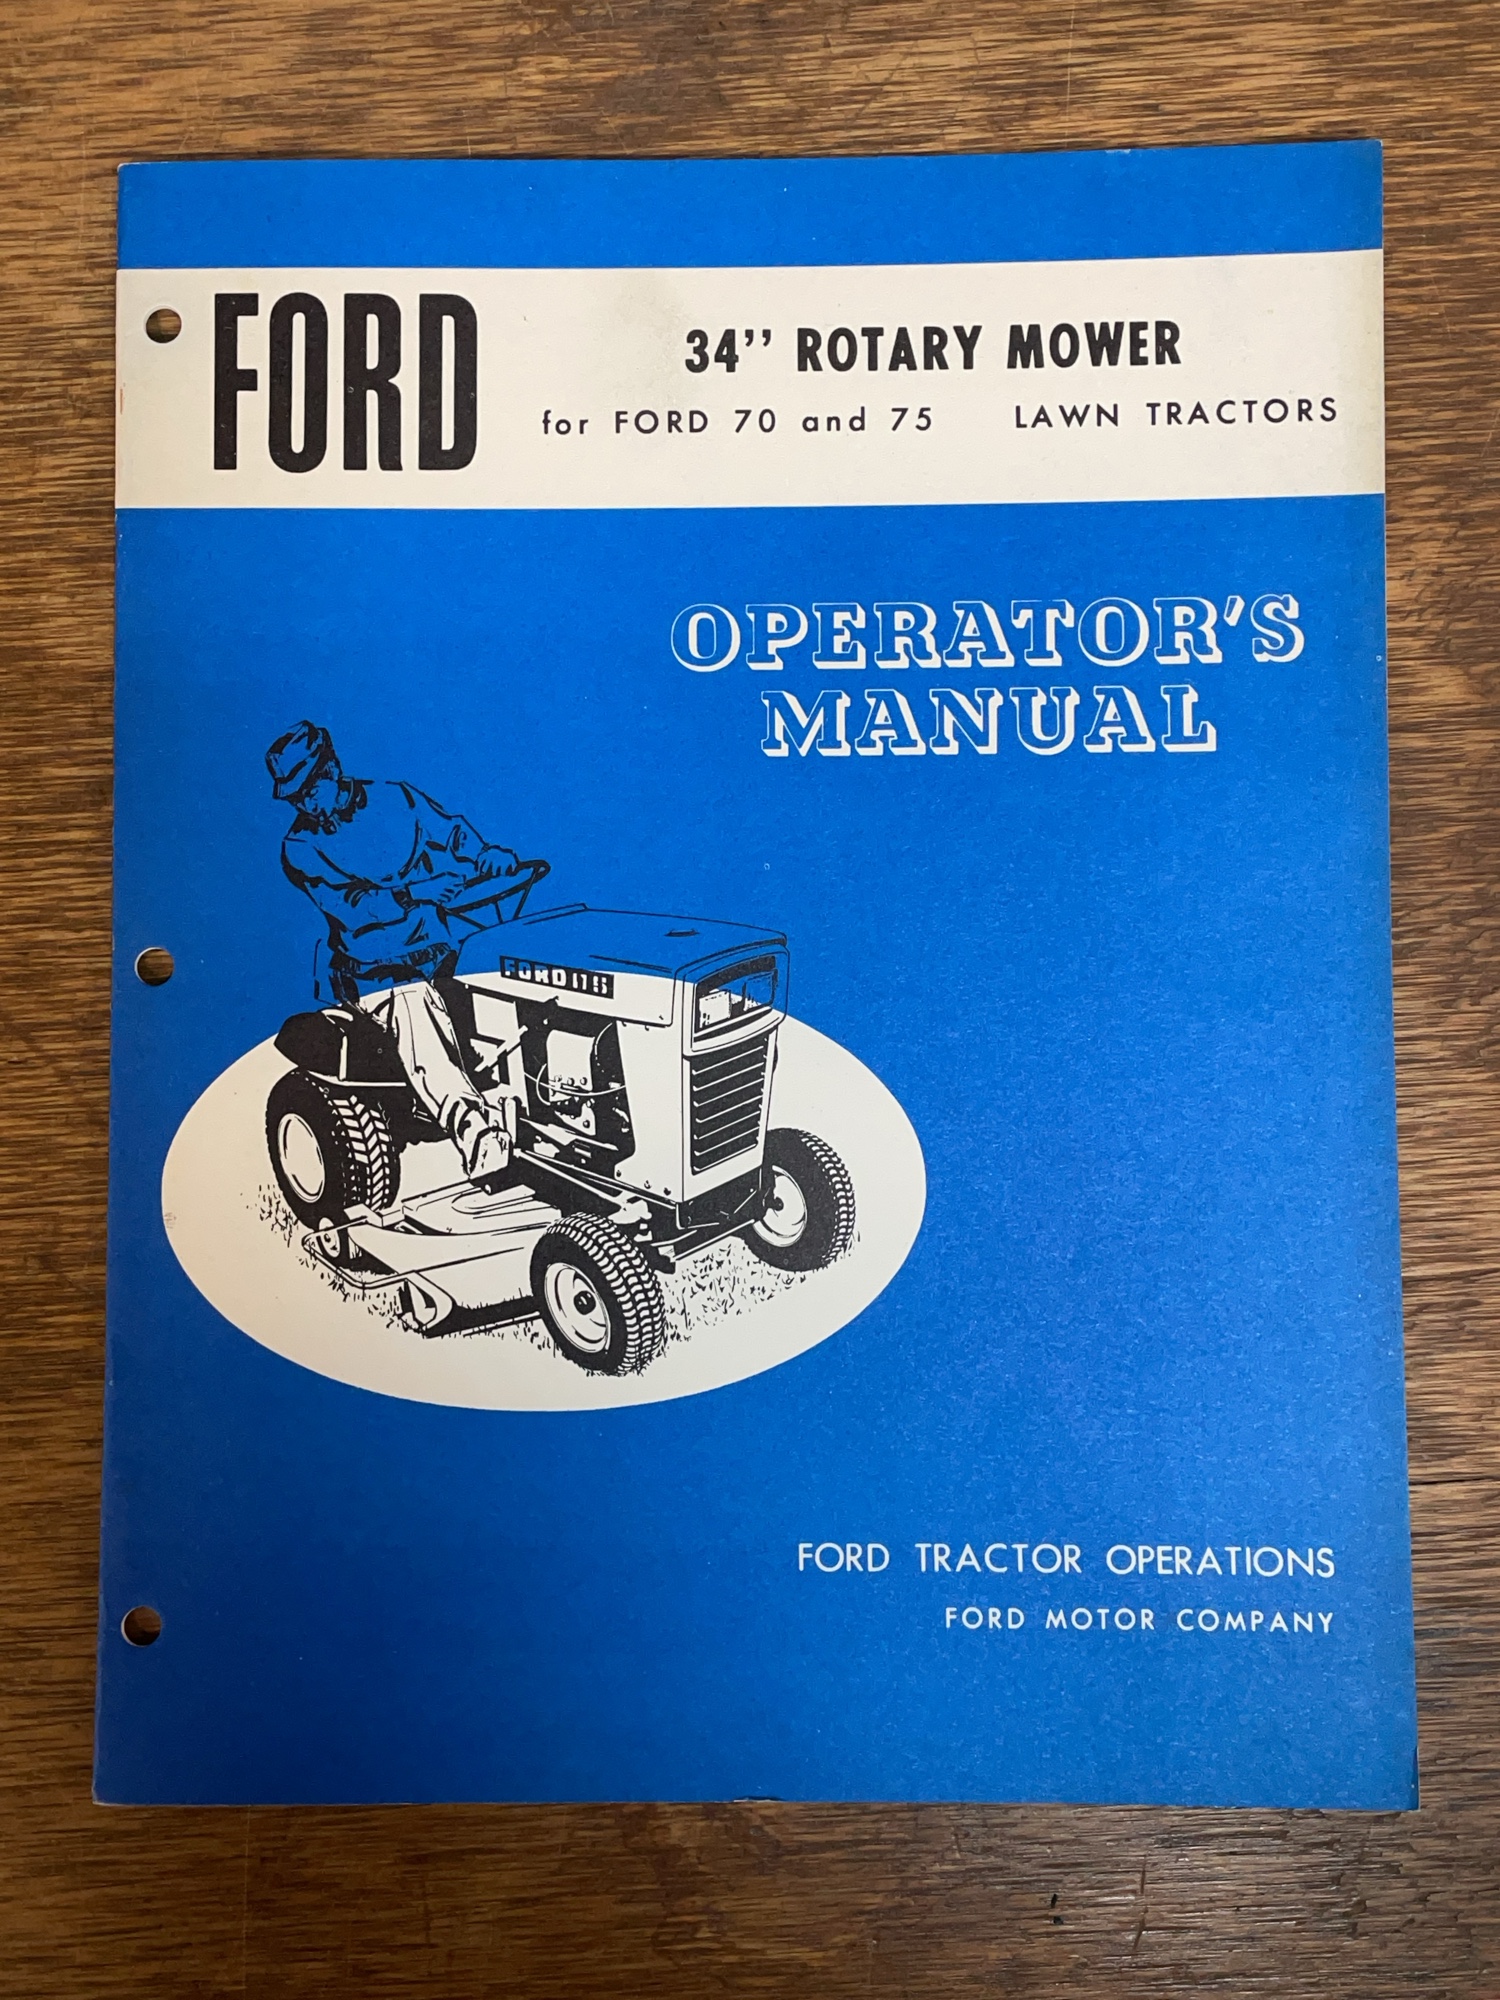 FORD
34” ROTARY MOWER
for FORD 70 and 75 LAWN TRACTORS
OPERATOR'S
MANUAL
FORD
FORD TRACTOR OPERATIONS
FORD MOTOR COMPANY